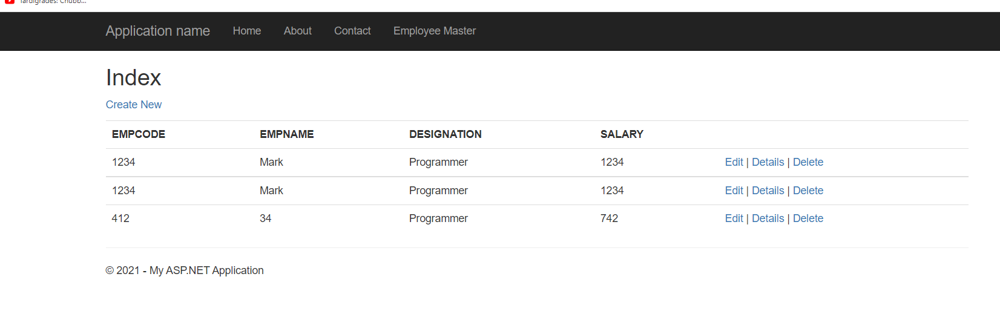 Tardigrades: Chubb...
Application name Home About Contact Employee Master
Index
Create New
EMPCODE EMPNAME DESIGNATION SALARY
1234 Mark Programmer 1234 Edit | Details | Delete
1234 Mark Programmer 1234 Edit | Details | Delete
412 34 Programmer 742 Edit | Details | Delete
© 2021 - My ASP.NET Application